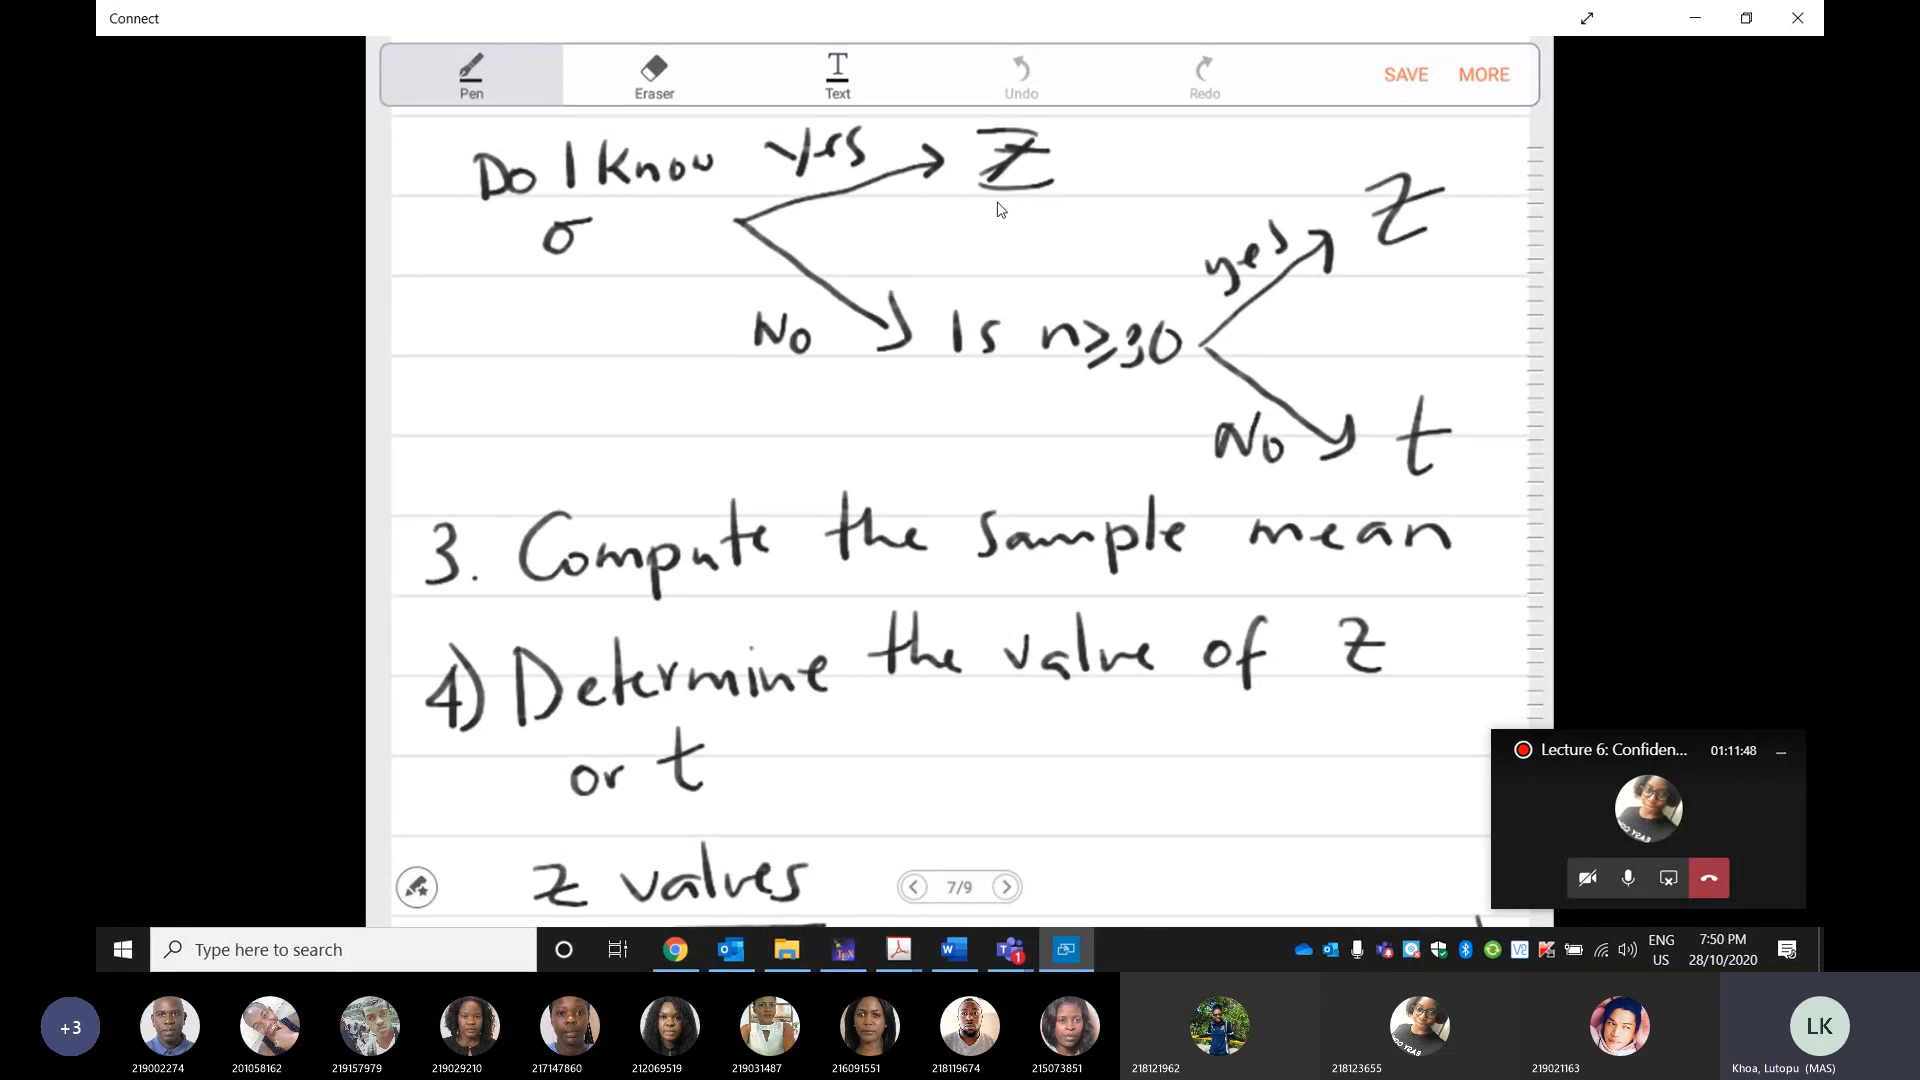 Connect
Pen
Eraser
T
Text
Undo
Redo
SAVE
MORE
Do I Know
σ
yes
Z
No
Is n≥30
yes
Z
No
t
3. Compute the sample mean
4) Determine the value of Z
or t
Z values
7/9
Lecture 6: Confiden...
01:11:48
Type here to search
1
ENG
US
7:50 PM
28/10/2020
+3
219002274
201058162
219157979
219029210
217147860
212069519
219031487
216091551
218119674
215073851
218121962
218123655
219021163
LK
Khoa, Lutopu (MAS)